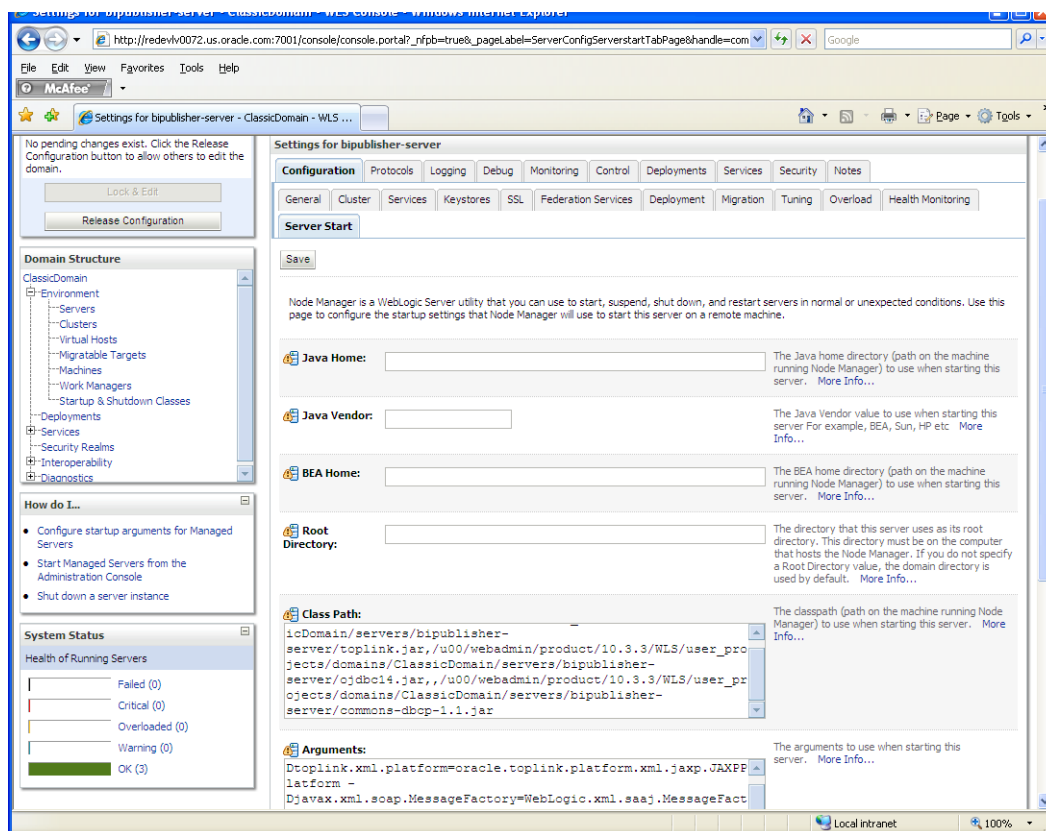 Settings for bipublisher-server - ClassicDomain - WLS Console - Windows Internet Explorer
http://redevlv0072.us.oracle.com:7001/console/console.portal?_nfpb=true&_pageLabel=ServerConfigServerstartTabPage&handle=com
Google
File Edit View Favorites Tools Help
McAfee
Settings for bipublisher-server - ClassicDomain - WLS ...
Page Tools
No pending changes exist. Click the Release
Configuration button to allow others to edit the
domain.
Lock & Edit
Release Configuration
Domain Structure
ClassicDomain
Environment
Servers
Clusters
Virtual Hosts
Migratable Targets
Machines
Work Managers
Startup & Shutdown Classes
Deployments
Services
Security Realms
Interoperability
Diagnostics
How do I...
Configure startup arguments for Managed
Servers
Start Managed Servers from the
Administration Console
Shut down a server instance
System Status
Health of Running Servers
Failed (0)
Critical (0)
Overloaded (0)
Warning (0)
OK (3)
Settings for bipublisher-server
Configuration Protocols Logging Debug Monitoring Control Deployments Services Security Notes
General Cluster Services Keystores SSL Federation Services Deployment Migration Tuning Overload Health Monitoring
Server Start
Save
Node Manager is a WebLogic Server utility that you can use to start, suspend, shut down, and restart servers in normal or unexpected conditions. Use this
page to configure the startup settings that Node Manager will use to start this server on a remote machine.
Java Home:
The Java home directory (path on the machine
running Node Manager) to use when starting this
server. More Info...
Java Vendor:
The Java Vendor value to use when starting this
server For example, BEA, Sun, HP etc More
Info...
BEA Home:
The BEA home directory (path on the machine
running Node Manager) to use when starting this
server. More Info...
Root
Directory:
The directory that this server uses as its root
directory. This directory must be on the computer
that hosts the Node Manager. If you do not specify
a Root Directory value, the domain directory is
used by default. More Info...
Class Path:
icDomain/servers/bipublisher-
server/toplink.jar,/u00/webadmin/product/10.3.3/WLS/user_pro
jects/domains/ClassicDomain/servers/bipublisher-
server/ojdbc14.jar,,/u00/webadmin/product/10.3.3/WLS/user_pr
ojects/domains/ClassicDomain/servers/bipublisher-
server/commons-dbcp-1.1.jar
The classpath (path on the machine running Node
Manager) to use when starting this server. More
Info...
Arguments:
Dtoplink.xml.platform=oracle.toplink.platform.xml.jaxp.JAXPP
latform -
Djavax.xml.soap.MessageFactory=WebLogic.xml.saaj.MessageFact
The arguments to use when starting this
server. More Info...
Local intranet
100%